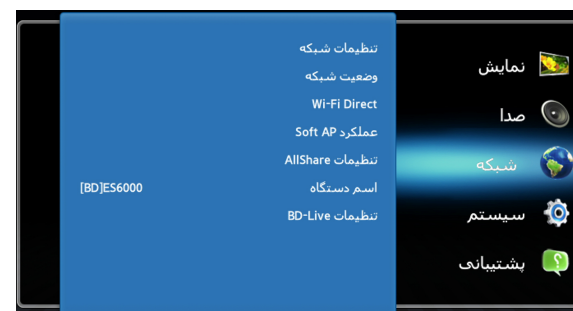 نمایش
صدا
شبکه
سیستم
پشتیبانی
تنظیمات شبکه
وضعیت شبکه
Wi-Fi Direct
عملکرد Soft AP
تنظیمات AllShare
اسم دستگاه [BD]ES6000
تنظیمات BD-Live